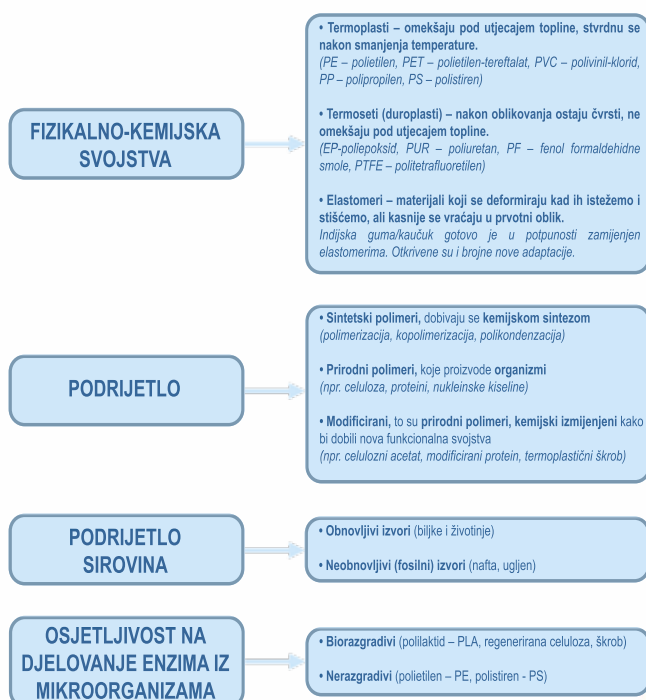 FIZIKALNO-KEMIJSKA
SVOJSTVA
• Termoplasti – omekšaju pod utjecajem topline, stvrdnu se
nakon smanjenja temperature.
(PE – polietilen, PET – polietilen-tereftalat, PVC – polivinil-klorid,
PP – polipropilen, PS – polistiren)
• Termoseti (duroplasti) – nakon oblikovanja ostaju čvrsti, ne
omekšaju pod utjecajem topline.
(EP-poliepoksid, PUR – poliuretan, PF – fenol formaldehidne
smole, PTFE – politetrafluoretilen)
• Elastomeri – materijali koji se deformiraju kad ih istežemo i
stišćemo, ali kasnije se vraćaju u prvotni oblik.
Indijska guma/kaučuk gotovo je u potpunosti zamijenjen
elastomerima. Otkrivene su i brojne nove adaptacije.
PODRIJETLO
• Sintetski polimeri, dobivaju se kemijskom sintezom
(polimerizacija, kopolimerizacija, polikondenzacija)
• Prirodni polimeri, koje proizvode organizmi
(npr. celuloza, proteini, nukleinske kiseline)
• Modificirani, to su prirodni polimeri, kemijski izmijenjeni kako
bi dobili nova funkcionalna svojstva
(npr. celulozni acetat, modificirani protein, termoplastični škrob)
PODRIJETLO
SIROVINA
• Obnovljivi izvori (biljke i životinje)
• Neobnovljivi (fosilni) izvori (nafta, ugljen)
OSJETLJIVOST NA
DJELOVANJE ENZIMA IZ
MIKROORGANIZAMA
• Biorazgradivi (polilaktid – PLA, regenerirana celuloza, škrob)
• Nerazgradivi (polietilen – PE, polistiren - PS)